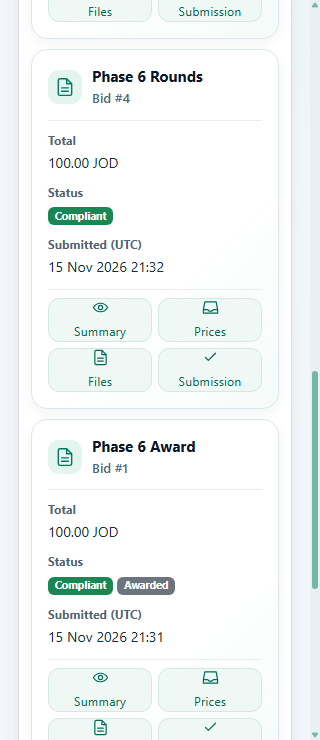 Files
Submission
Phase 6 Rounds
Bid #4
Total
100.00 JOD
Status
Compliant
Submitted (UTC)
15 Nov 2026 21:32
Summary
Prices
Files
Submission
Phase 6 Award
Bid #1
Total
100.00 JOD
Status
Compliant Awarded
Submitted (UTC)
15 Nov 2026 21:31
Summary
Prices